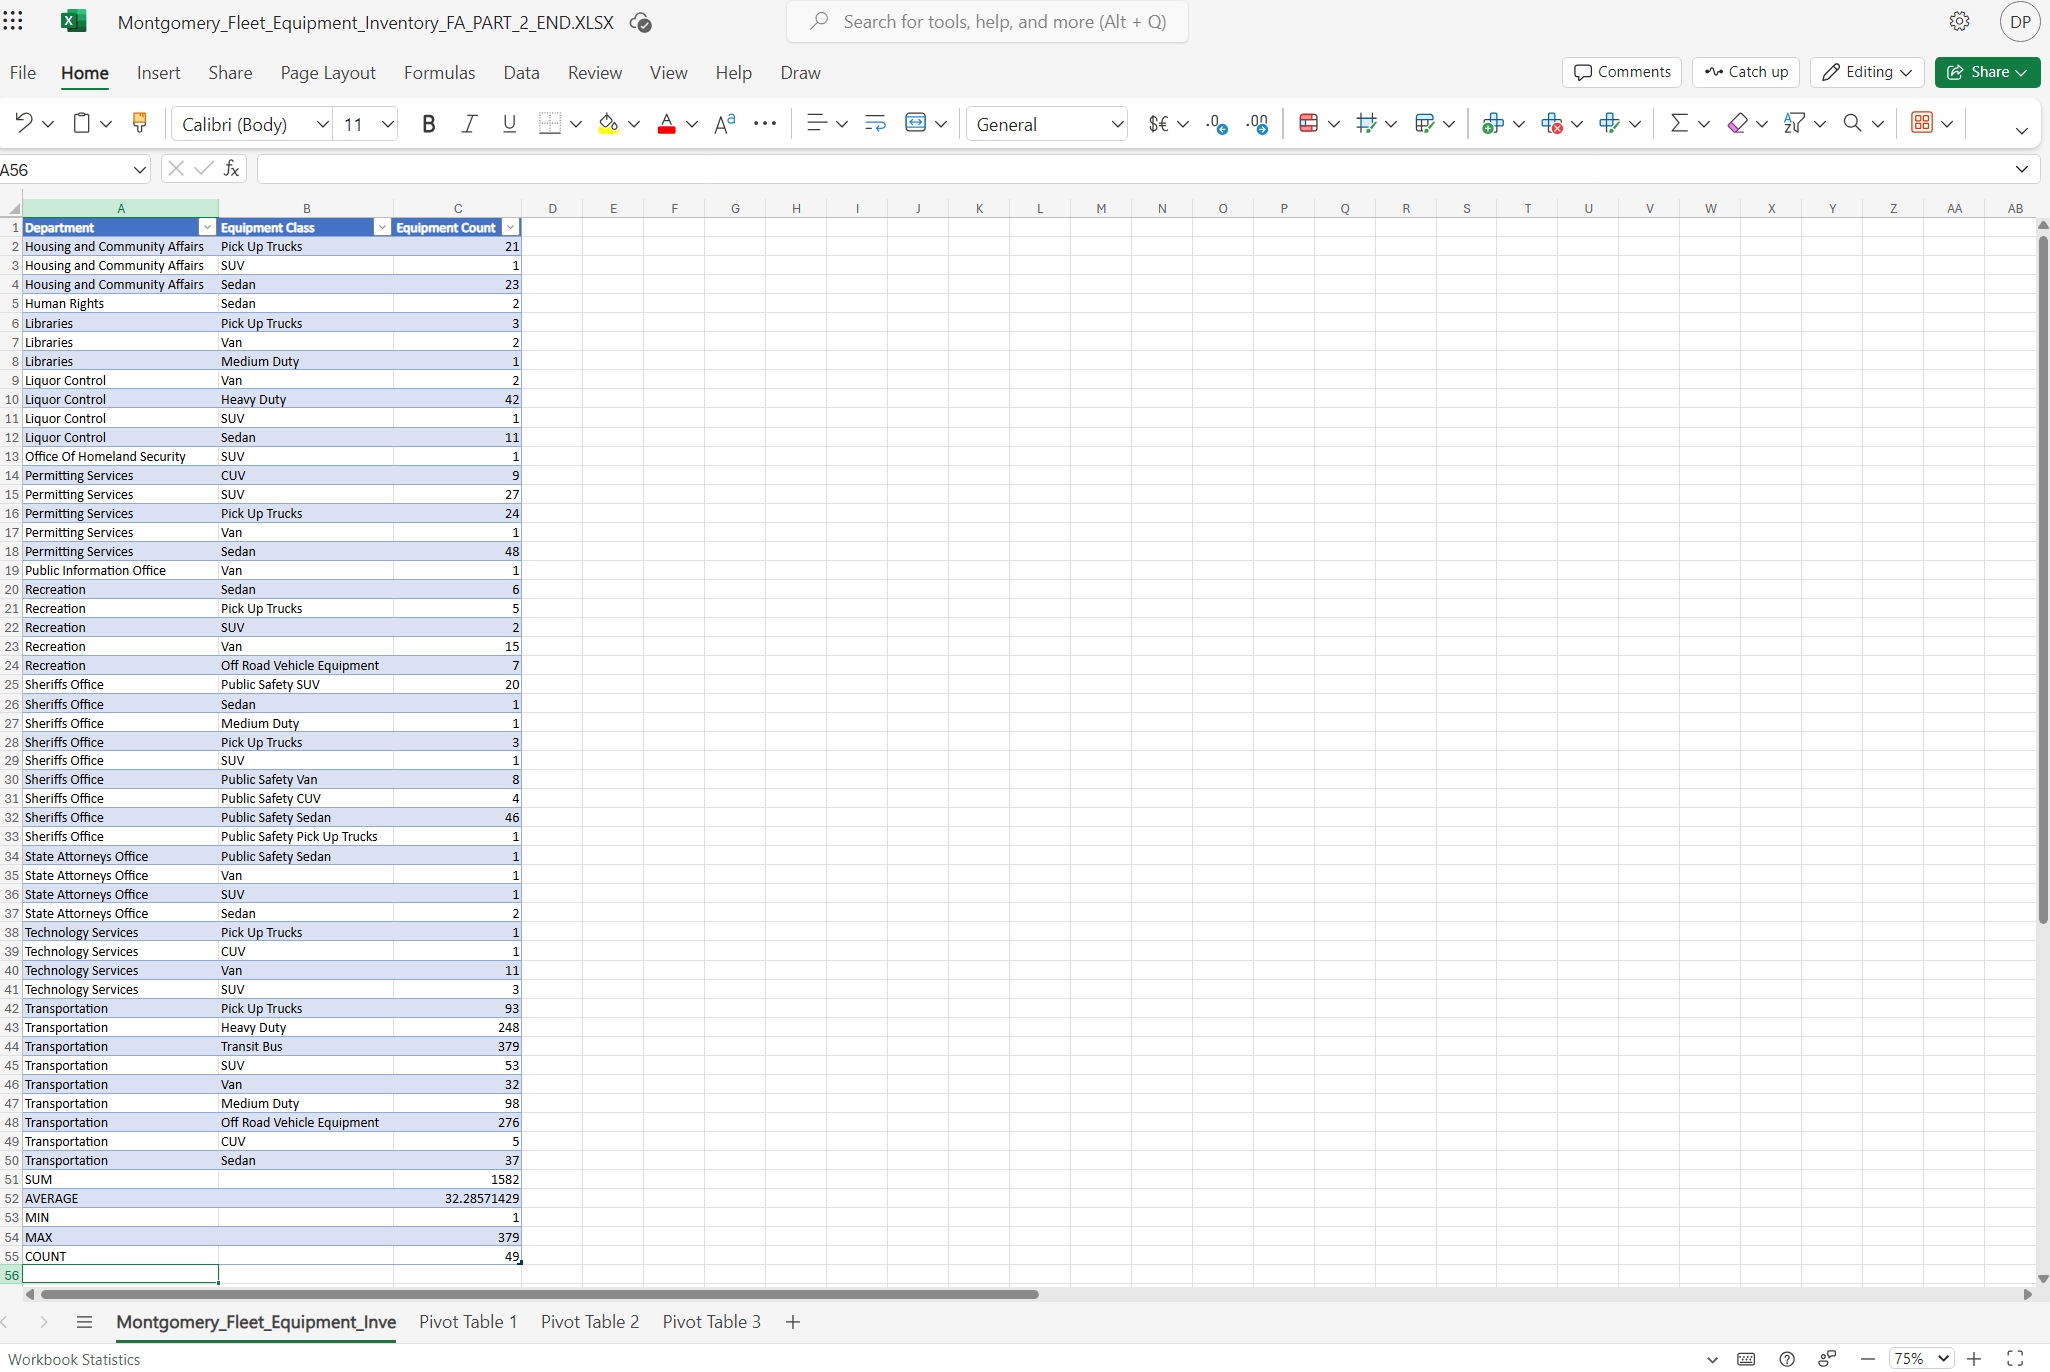 Montgomery_Fleet_Equipment_Inventory_FA_PART_2_END.XLSX
Search for tools, help, and more (Alt + Q)
DP
File Home Insert Share Page Layout Formulas Data Review View Help Draw
Comments Catch up Editing Share
Calibri (Body) 11 B I U A A General $€ .0 .00
A56 fx
A B C D E F G H I J K L M N O P Q R S T U V W X Y Z AA AB
1 Department Equipment Class Equipment Count
2 Housing and Community Affairs Pick Up Trucks 21
3 Housing and Community Affairs SUV 1
4 Housing and Community Affairs Sedan 23
5 Human Rights Sedan 2
6 Libraries Pick Up Trucks 3
7 Libraries Van 2
8 Libraries Medium Duty 1
9 Liquor Control Van 2
10 Liquor Control Heavy Duty 42
11 Liquor Control SUV 1
12 Liquor Control Sedan 11
13 Office Of Homeland Security SUV 1
14 Permitting Services CUV 9
15 Permitting Services SUV 27
16 Permitting Services Pick Up Trucks 24
17 Permitting Services Van 1
18 Permitting Services Sedan 48
19 Public Information Office Van 1
20 Recreation Sedan 6
21 Recreation Pick Up Trucks 5
22 Recreation SUV 2
23 Recreation Van 15
24 Recreation Off Road Vehicle Equipment 7
25 Sheriffs Office Public Safety SUV 20
26 Sheriffs Office Sedan 1
27 Sheriffs Office Medium Duty 1
28 Sheriffs Office Pick Up Trucks 3
29 Sheriffs Office SUV 1
30 Sheriffs Office Public Safety Van 8
31 Sheriffs Office Public Safety CUV 4
32 Sheriffs Office Public Safety Sedan 46
33 Sheriffs Office Public Safety Pick Up Trucks 1
34 State Attorneys Office Public Safety Sedan 1
35 State Attorneys Office Van 1
36 State Attorneys Office SUV 1
37 State Attorneys Office Sedan 2
38 Technology Services Pick Up Trucks 1
39 Technology Services CUV 1
40 Technology Services Van 11
41 Technology Services SUV 3
42 Transportation Pick Up Trucks 93
43 Transportation Heavy Duty 248
44 Transportation Transit Bus 379
45 Transportation SUV 53
46 Transportation Van 32
47 Transportation Medium Duty 98
48 Transportation Off Road Vehicle Equipment 276
49 Transportation CUV 5
50 Transportation Sedan 37
51 SUM 1582
52 AVERAGE 32.28571429
53 MIN 1
54 MAX 379
55 COUNT 49
56
Montgomery_Fleet_Equipment_Inve Pivot Table 1 Pivot Table 2 Pivot Table 3
Workbook Statistics 75%